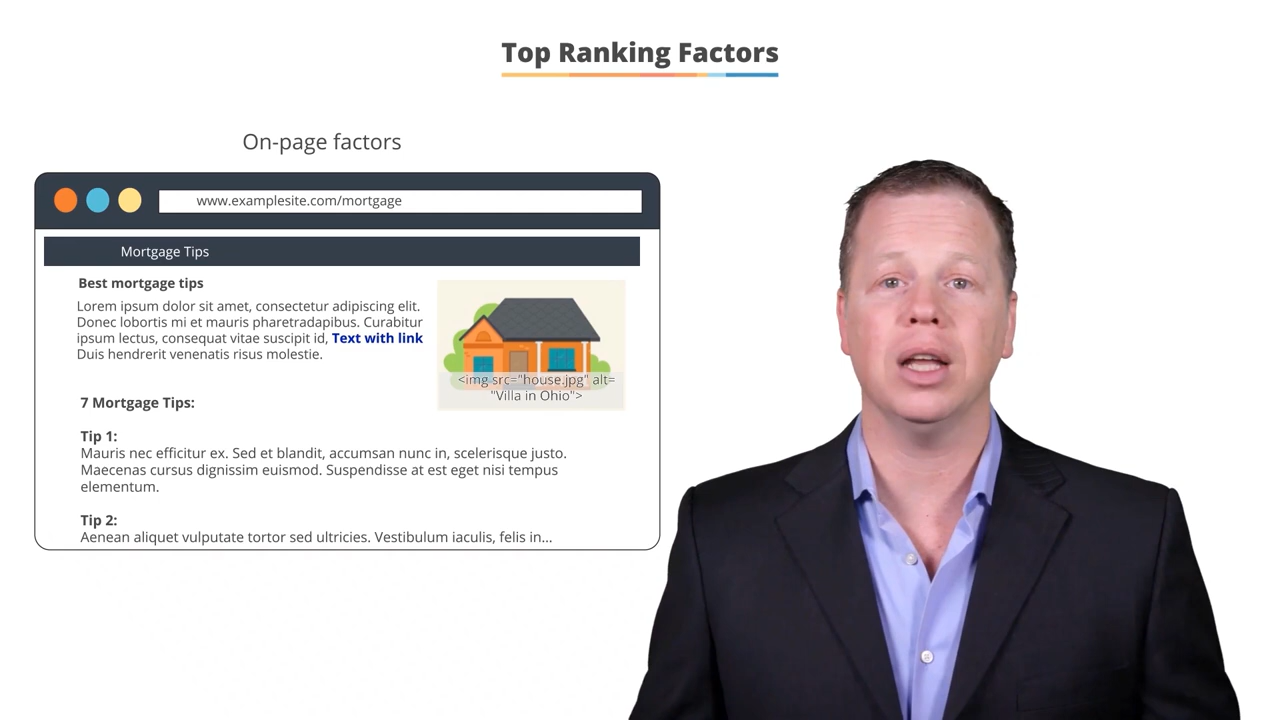 Top Ranking Factors
On-page factors
www.examplesite.com/mortgage
Mortgage Tips
Best mortgage tips
Lorem ipsum dolor sit amet, consectetur adipiscing elit.
Donec lobortis mi et mauris pharetradapibus. Curabitur
ipsum lectus, consequat vitae suscipit id, Text with link
Duis hendrerit venenatis risus molestie.
<img src="house.jpg" alt=
"Villa in Ohio">
7 Mortgage Tips:
Tip 1:
Mauris nec efficitur ex. Sed et blandit, accumsan nunc in, scelerisque justo.
Maecenas cursus dignissim euismod. Suspendisse at est eget nisi tempus
elementum.
Tip 2:
Aenean aliquet vulputate tortor sed ultricies. Vestibulum iaculis, felis in...